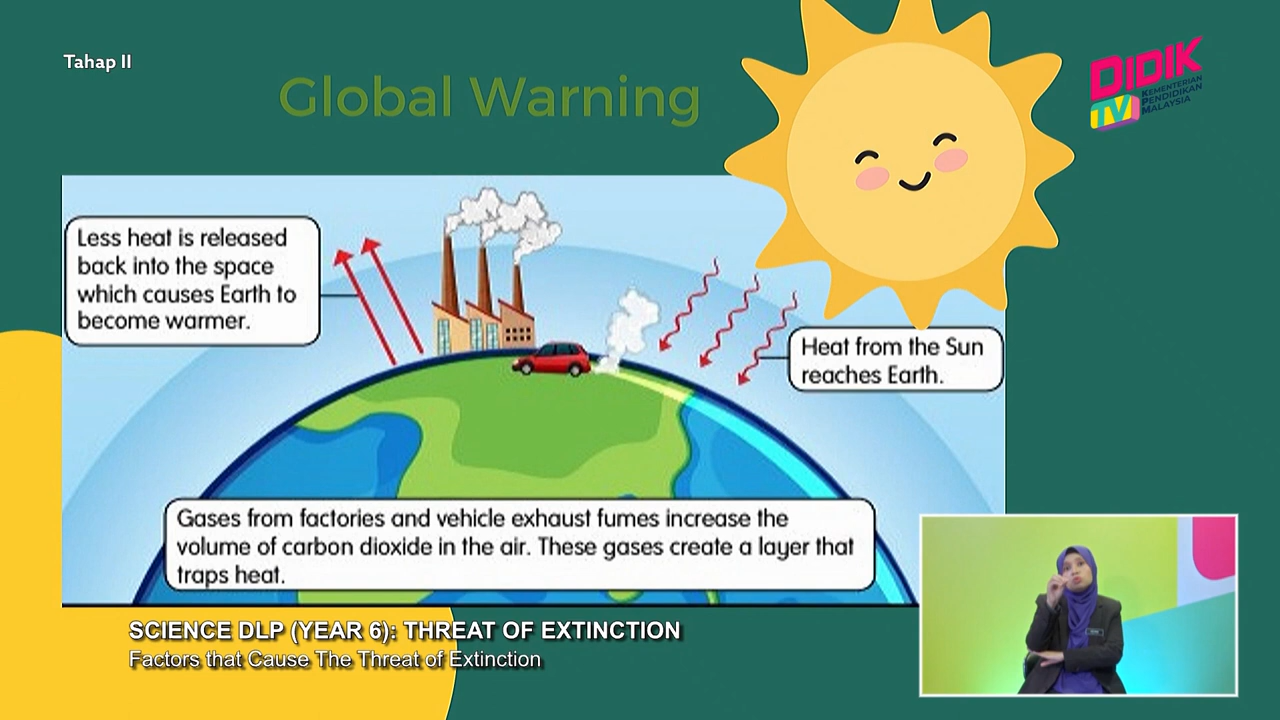 Tahap II
Global Warning
DIDIK
TV
KEMENTERIAN
PENDIDIKAN
MALAYSIA
Less heat is released
back into the space
which causes Earth to
become warmer.
Heat from the Sun
reaches Earth.
Gases from factories and vehicle exhaust fumes increase the
volume of carbon dioxide in the air. These gases create a layer that
traps heat.
SCIENCE DLP (YEAR 6): THREAT OF EXTINCTION
Factors that Cause The Threat of Extinction